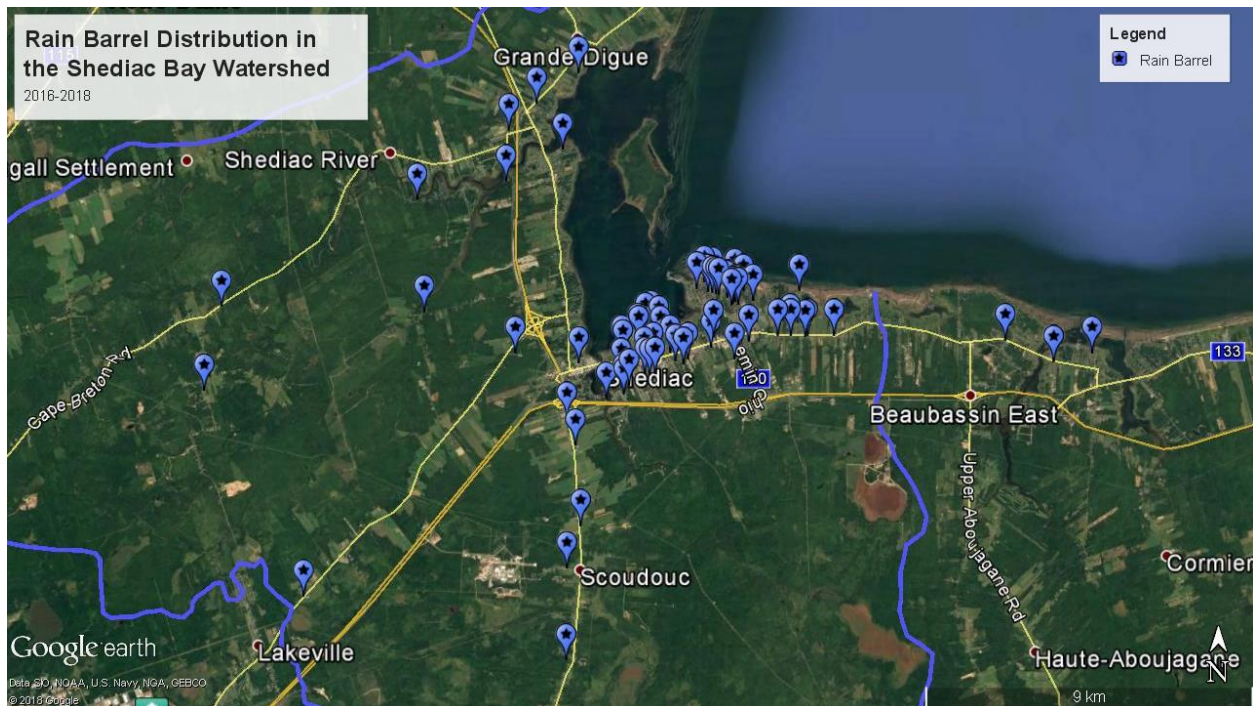 Rain Barrel Distribution in
the Shediac Bay Watershed
2016-2018
Legend
Rain Barrel
115
Grande Digue
gall Settlement
Shediac River
Cape Breton Rd
Shediac
133
Beaubassin East
Upper Aboujagane Rd
Scoudouc
Cormier
Lakeville
Haute-Aboujagane
N
Google earth
Data SIO, NOAA, U.S. Navy, NGA, GEBCO
© 2018 Google
9 km